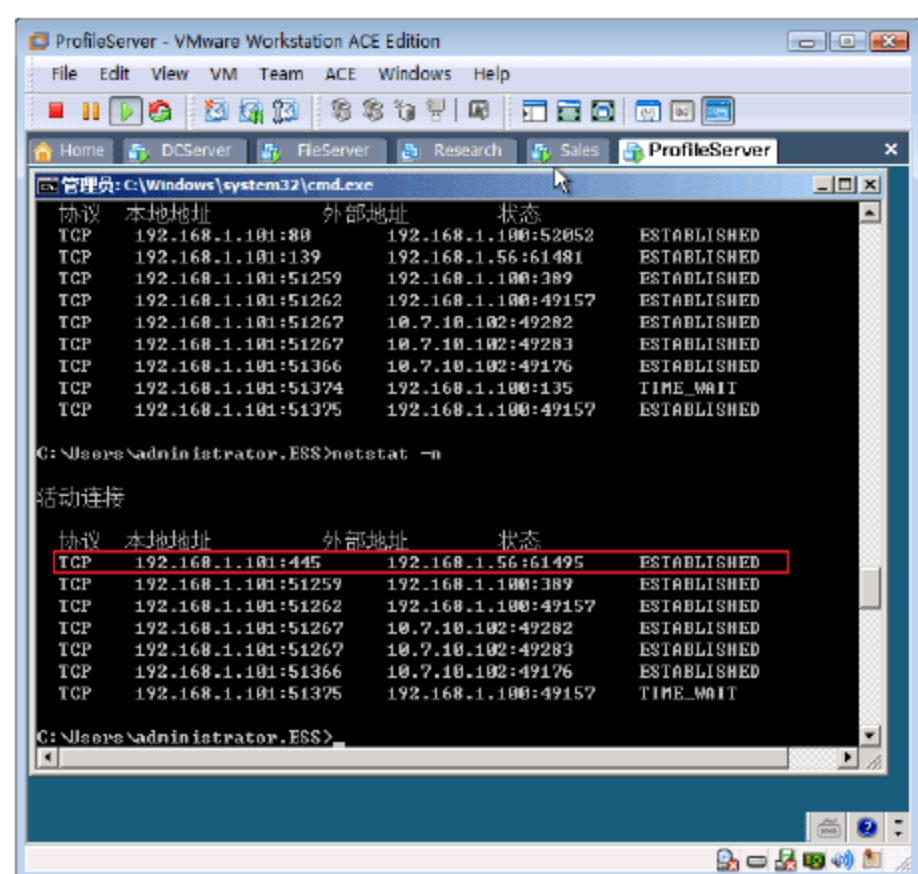 ProfileServer - VMware Workstation ACE Edition
File Edit View VM Team ACE Windows Help
Home DCServer FileServer Research Sales ProfileServer
管理员: C:\Windows\system32\cmd.exe
协议 本地地址 外部地址 状态
TCP 192.168.1.101:80 192.168.1.100:52052 ESTABLISHED
TCP 192.168.1.101:139 192.168.1.56:61481 ESTABLISHED
TCP 192.168.1.101:51259 192.168.1.100:389 ESTABLISHED
TCP 192.168.1.101:51262 192.168.1.100:49157 ESTABLISHED
TCP 192.168.1.101:51267 10.7.10.102:49282 ESTABLISHED
TCP 192.168.1.101:51267 10.7.10.102:49283 ESTABLISHED
TCP 192.168.1.101:51366 10.7.10.102:49176 ESTABLISHED
TCP 192.168.1.101:51374 192.168.1.100:135 TIME_WAIT
TCP 192.168.1.101:51375 192.168.1.100:49157 ESTABLISHED
C:\Users\administrator.ESS>netstat -n
活动连接
协议 本地地址 外部地址 状态
TCP 192.168.1.101:445 192.168.1.56:61495 ESTABLISHED
TCP 192.168.1.101:51259 192.168.1.100:389 ESTABLISHED
TCP 192.168.1.101:51262 192.168.1.100:49157 ESTABLISHED
TCP 192.168.1.101:51267 10.7.10.102:49282 ESTABLISHED
TCP 192.168.1.101:51267 10.7.10.102:49283 ESTABLISHED
TCP 192.168.1.101:51366 10.7.10.102:49176 ESTABLISHED
TCP 192.168.1.101:51375 192.168.1.100:49157 TIME_WAIT
C:\Users\administrator.ESS>_